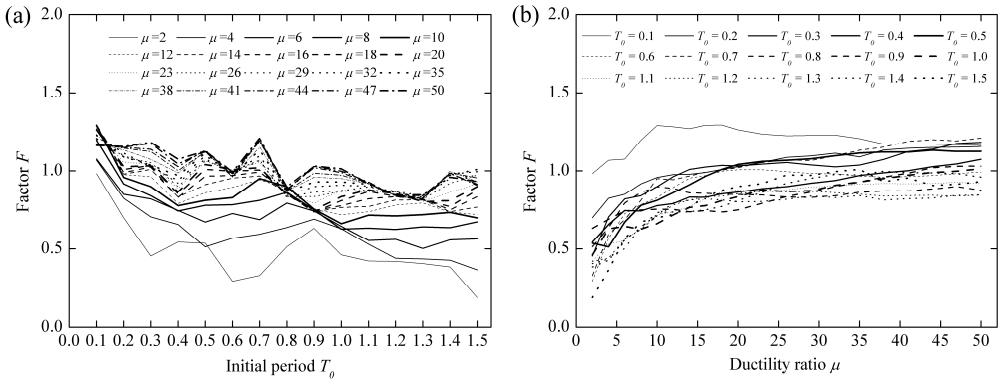 (a)
Factor F
2.0
1.5
1.0
0.5
0.0
μ=2 μ=4 μ=6 μ=8 μ=10
μ=12 μ=14 μ=16 μ=18 μ=20
μ=23 μ=26 μ=29 μ=32 μ=35
μ=38 μ=41 μ=44 μ=47 μ=50
0.0 0.1 0.2 0.3 0.4 0.5 0.6 0.7 0.8 0.9 1.0 1.1 1.2 1.3 1.4 1.5
Initial period T0
(b)
Factor F
2.0
1.5
1.0
0.5
0.0
T0 = 0.1 T0 = 0.2 T0 = 0.3 T0 = 0.4 T0 = 0.5
T0 = 0.6 T0 = 0.7 T0 = 0.8 T0 = 0.9 T0 = 1.0
T0 = 1.1 T0 = 1.2 T0 = 1.3 T0 = 1.4 T0 = 1.5
0 5 10 15 20 25 30 35 40 45 50
Ductility ratio μ